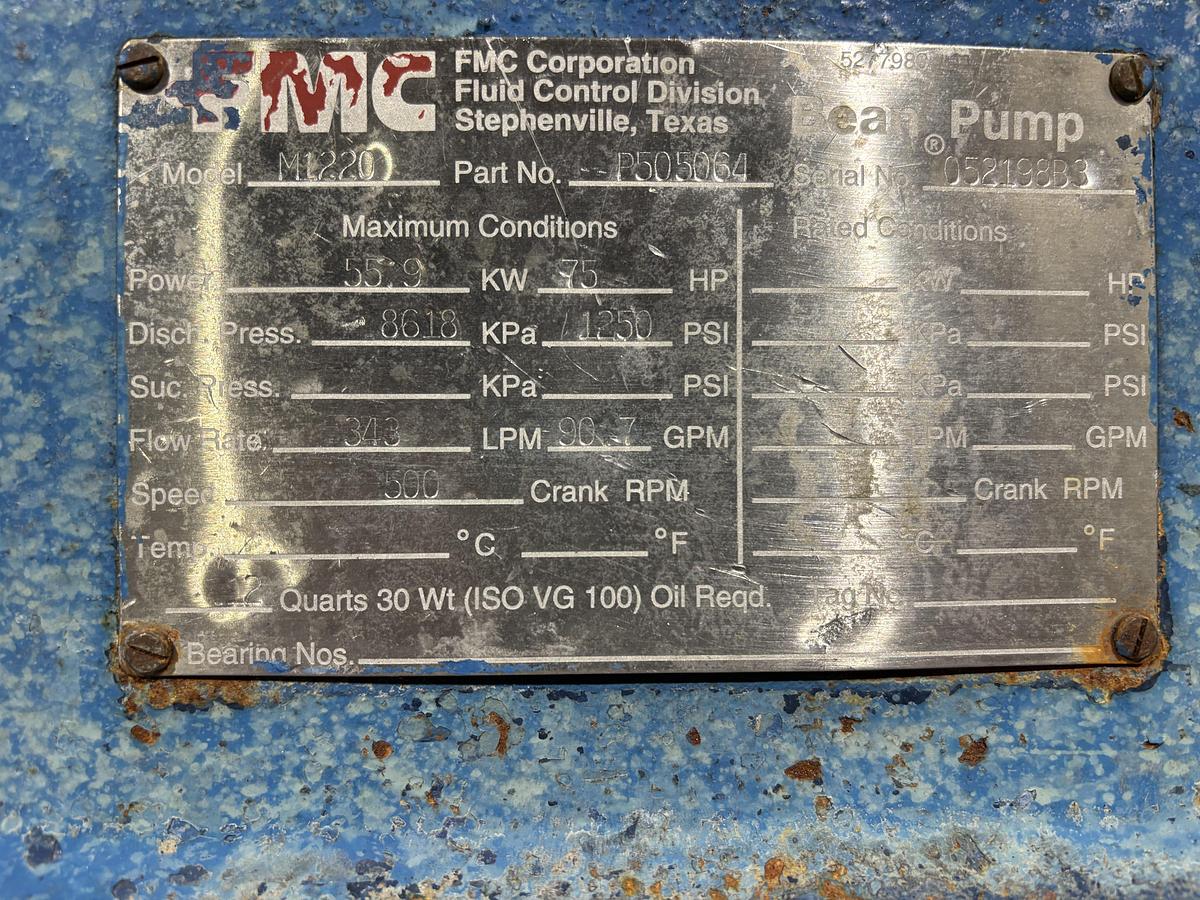 FMC FMC Corporation
Fluid Control Division
Stephenville, Texas
Bean® Pump
Model M1220 Part No. P505064 Serial No. 052198B3
Maximum Conditions Rated Conditions
Power 55.9 KW 75 HP KW HP
Disch. Press. 8618 KPa 1250 PSI KPa PSI
Suc. Press. KPa PSI KPa PSI
Flow Rate. 343 LPM 90.7 GPM LPM GPM
Speed 500 Crank RPM Crank RPM
Temp. °C °F °C °F
2 Quarts 30 Wt (ISO VG 100) Oil Reqd. Tag No.
Bearing Nos.